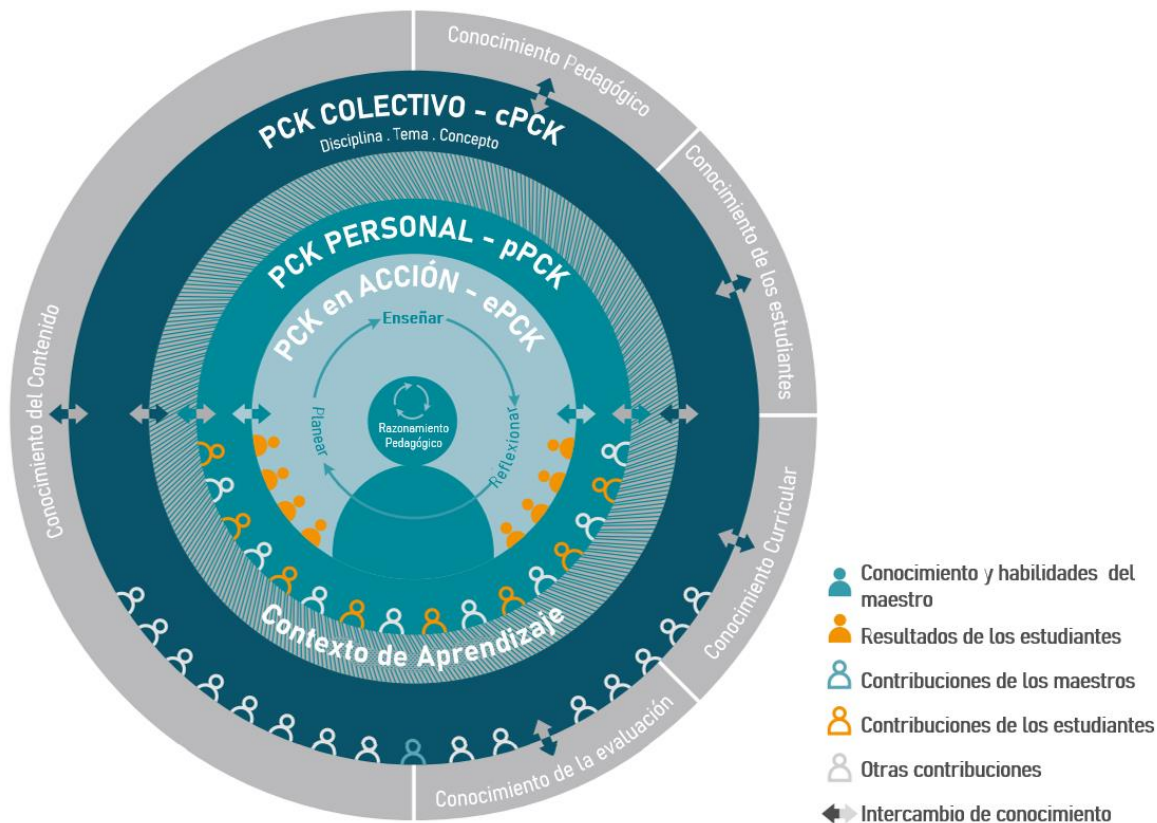 Conocimiento Pedagógico
Conocimiento de los estudiantes
Conocimiento Curricular
Conocimiento de la evaluación
Conocimiento del Contenido
PCK COLECTIVO - cPCK
Disciplina . Tema . Concepto
PCK PERSONAL - pPCK
PCK en ACCIÓN - ePCK
Enseñar
Reflexionar
Planear
Razonamiento
Pedagógico
Contexto de Aprendizaje
Conocimiento y habilidades del
maestro
Resultados de los estudiantes
Contribuciones de los maestros
Contribuciones de los estudiantes
Otras contribuciones
Intercambio de conocimiento